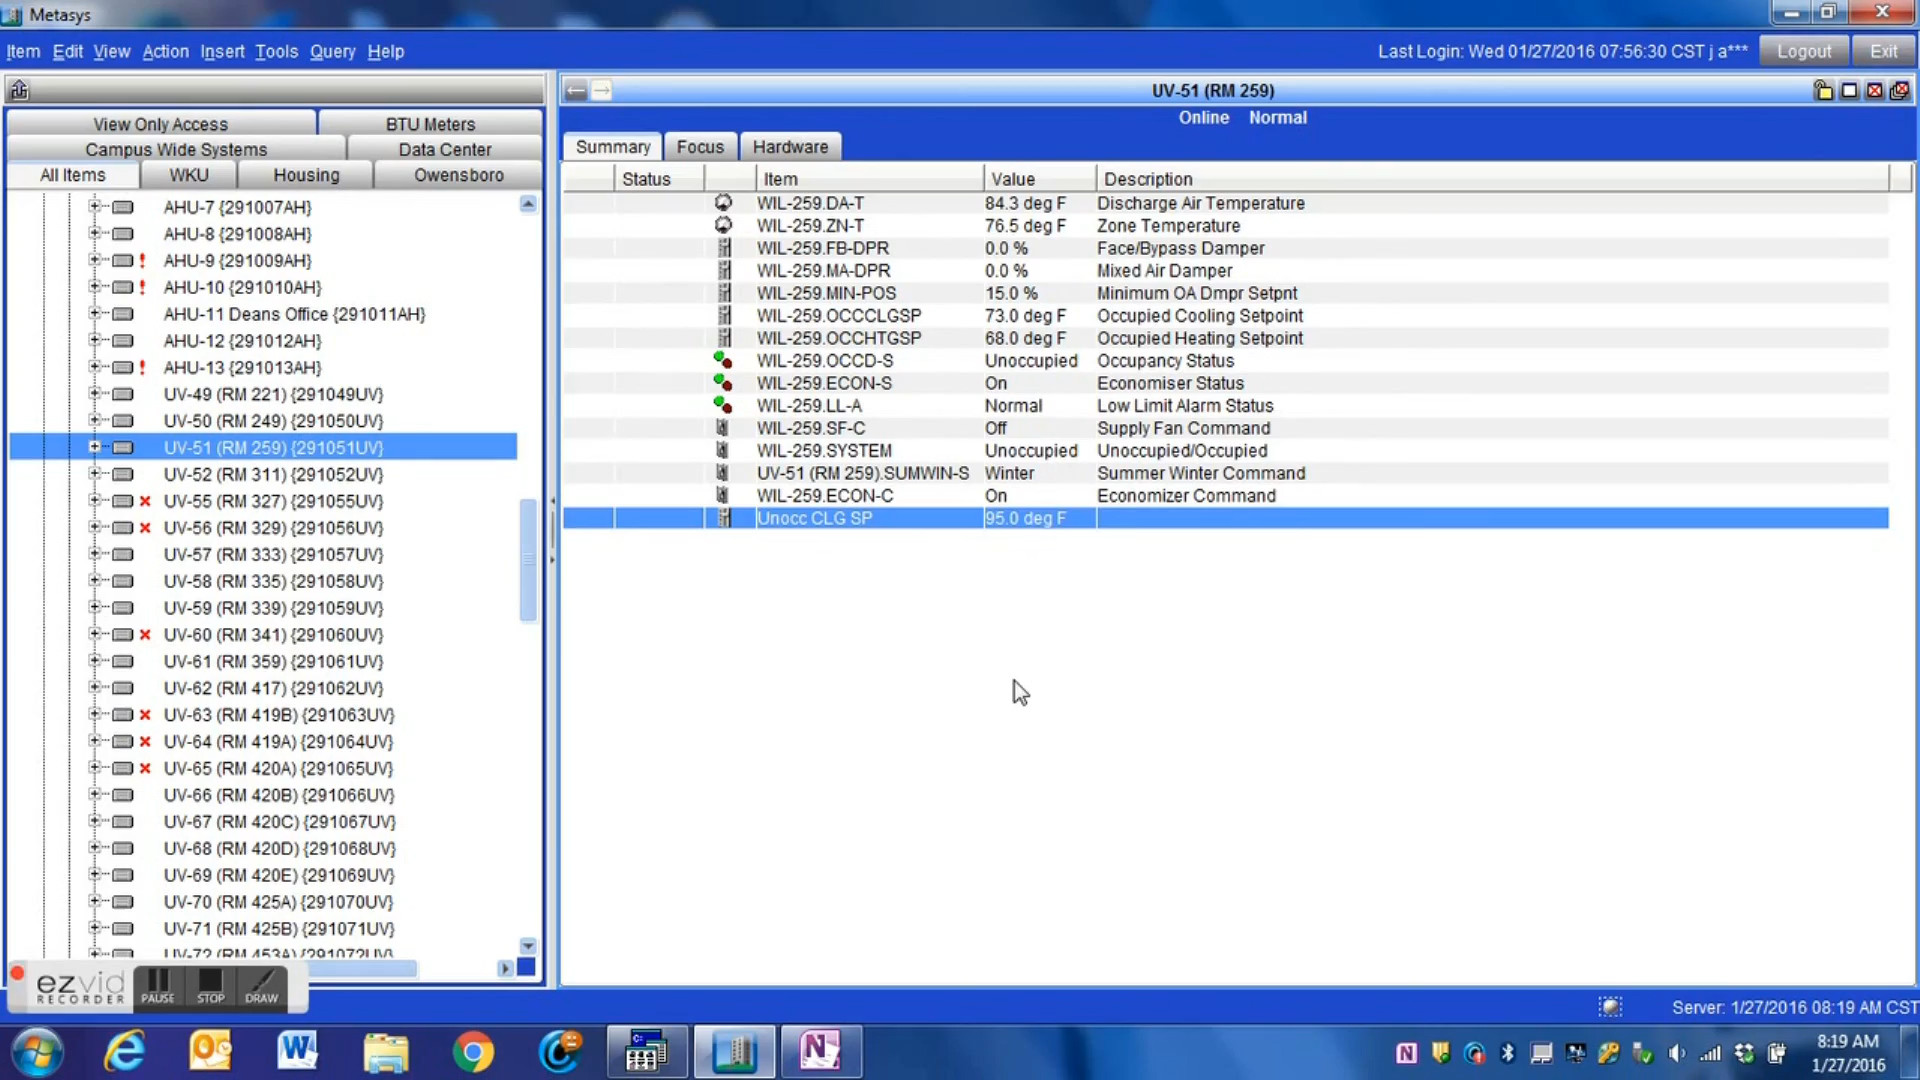 Metasys
Item Edit View Action Insert Tools Query Help
Last Login: Wed 01/27/2016 07:56:30 CST j a***
Logout
Exit
View Only Access
BTU Meters
Campus Wide Systems
Data Center
All Items
WKU
Housing
Owensboro
AHU-7 {291007AH}
AHU-8 {291008AH}
AHU-9 {291009AH}
AHU-10 {291010AH}
AHU-11 Deans Office {291011AH}
AHU-12 {291012AH}
AHU-13 {291013AH}
UV-49 (RM 221) {291049UV}
UV-50 (RM 249) {291050UV}
UV-51 (RM 259) {291051UV}
UV-52 (RM 311) {291052UV}
UV-55 (RM 327) {291055UV}
UV-56 (RM 329) {291056UV}
UV-57 (RM 333) {291057UV}
UV-58 (RM 335) {291058UV}
UV-59 (RM 339) {291059UV}
UV-60 (RM 341) {291060UV}
UV-61 (RM 359) {291061UV}
UV-62 (RM 417) {291062UV}
UV-63 (RM 419B) {291063UV}
UV-64 (RM 419A) {291064UV}
UV-65 (RM 420A) {291065UV}
UV-66 (RM 420B) {291066UV}
UV-67 (RM 420C) {291067UV}
UV-68 (RM 420D) {291068UV}
UV-69 (RM 420E) {291069UV}
UV-70 (RM 425A) {291070UV}
UV-71 (RM 425B) {291071UV}
UV-72 (RM 453A) {291072UV}
UV-51 (RM 259)
Online Normal
Summary
Focus
Hardware
Status Item Value Description
WIL-259.DA-T 84.3 deg F Discharge Air Temperature
WIL-259.ZN-T 76.5 deg F Zone Temperature
WIL-259.FB-DPR 0.0 % Face/Bypass Damper
WIL-259.MA-DPR 0.0 % Mixed Air Damper
WIL-259.MIN-POS 15.0 % Minimum OA Dmpr Setpnt
WIL-259.OCCCLGSP 73.0 deg F Occupied Cooling Setpoint
WIL-259.OCCHTGSP 68.0 deg F Occupied Heating Setpoint
WIL-259.OCCD-S Unoccupied Occupancy Status
WIL-259.ECON-S On Economiser Status
WIL-259.LL-A Normal Low Limit Alarm Status
WIL-259.SF-C Off Supply Fan Command
WIL-259.SYSTEM Unoccupied Unoccupied/Occupied
UV-51 (RM 259).SUMWIN-S Winter Summer Winter Command
WIL-259.ECON-C On Economizer Command
Unocc CLG SP 95.0 deg F
ezvid
RECORDER
PAUSE
STOP
DRAW
Server: 1/27/2016 08:19 AM CST
8:19 AM
1/27/2016